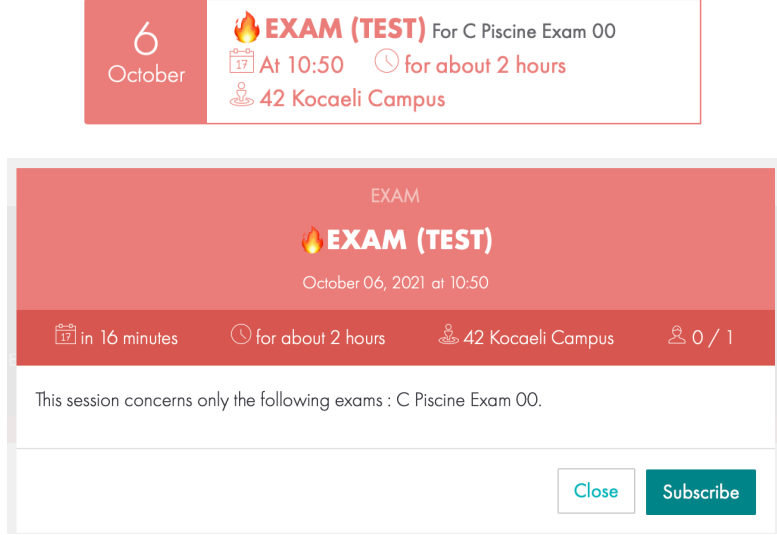 6
October
🔥EXAM (TEST) For C Piscine Exam 00
17 At 10:50 for about 2 hours
42 Kocaeli Campus
EXAM
🔥EXAM (TEST)
October 06, 2021 at 10:50
17 in 16 minutes for about 2 hours 42 Kocaeli Campus 0 / 1
This session concerns only the following exams : C Piscine Exam 00.
Close Subscribe